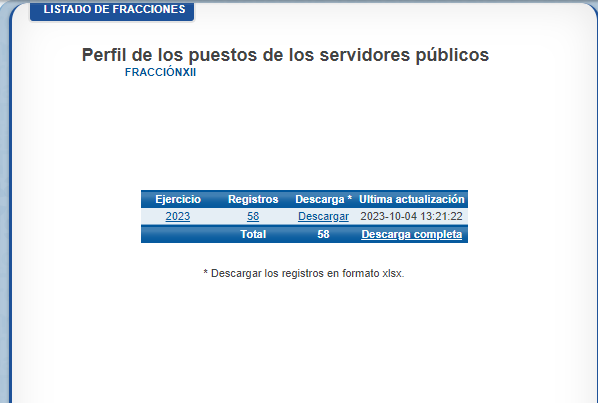 LISTADO DE FRACCIONES
Perfil de los puestos de los servidores públicos
FRACCIÓNXII
Ejercicio Registros Descarga * Ultima actualización
2023 58 Descargar 2023-10-04 13:21:22
Total 58 Descarga completa
* Descargar los registros en formato xlsx.